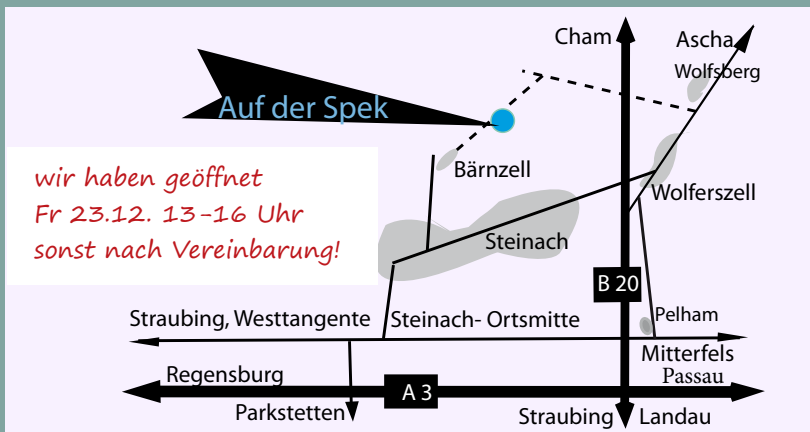 Cham
Ascha
Wolfsberg
Auf der Spek
Bärnzell
wir haben geöffnet
Fr 23.12. 13-16 Uhr
sonst nach Vereinbarung!
Wolferszell
Steinach
B 20
Straubing, Westtangente
Steinach- Ortsmitte
Pelham
Mitterfels
Regensburg
Passau
A 3
Parkstetten
Straubing
Landau